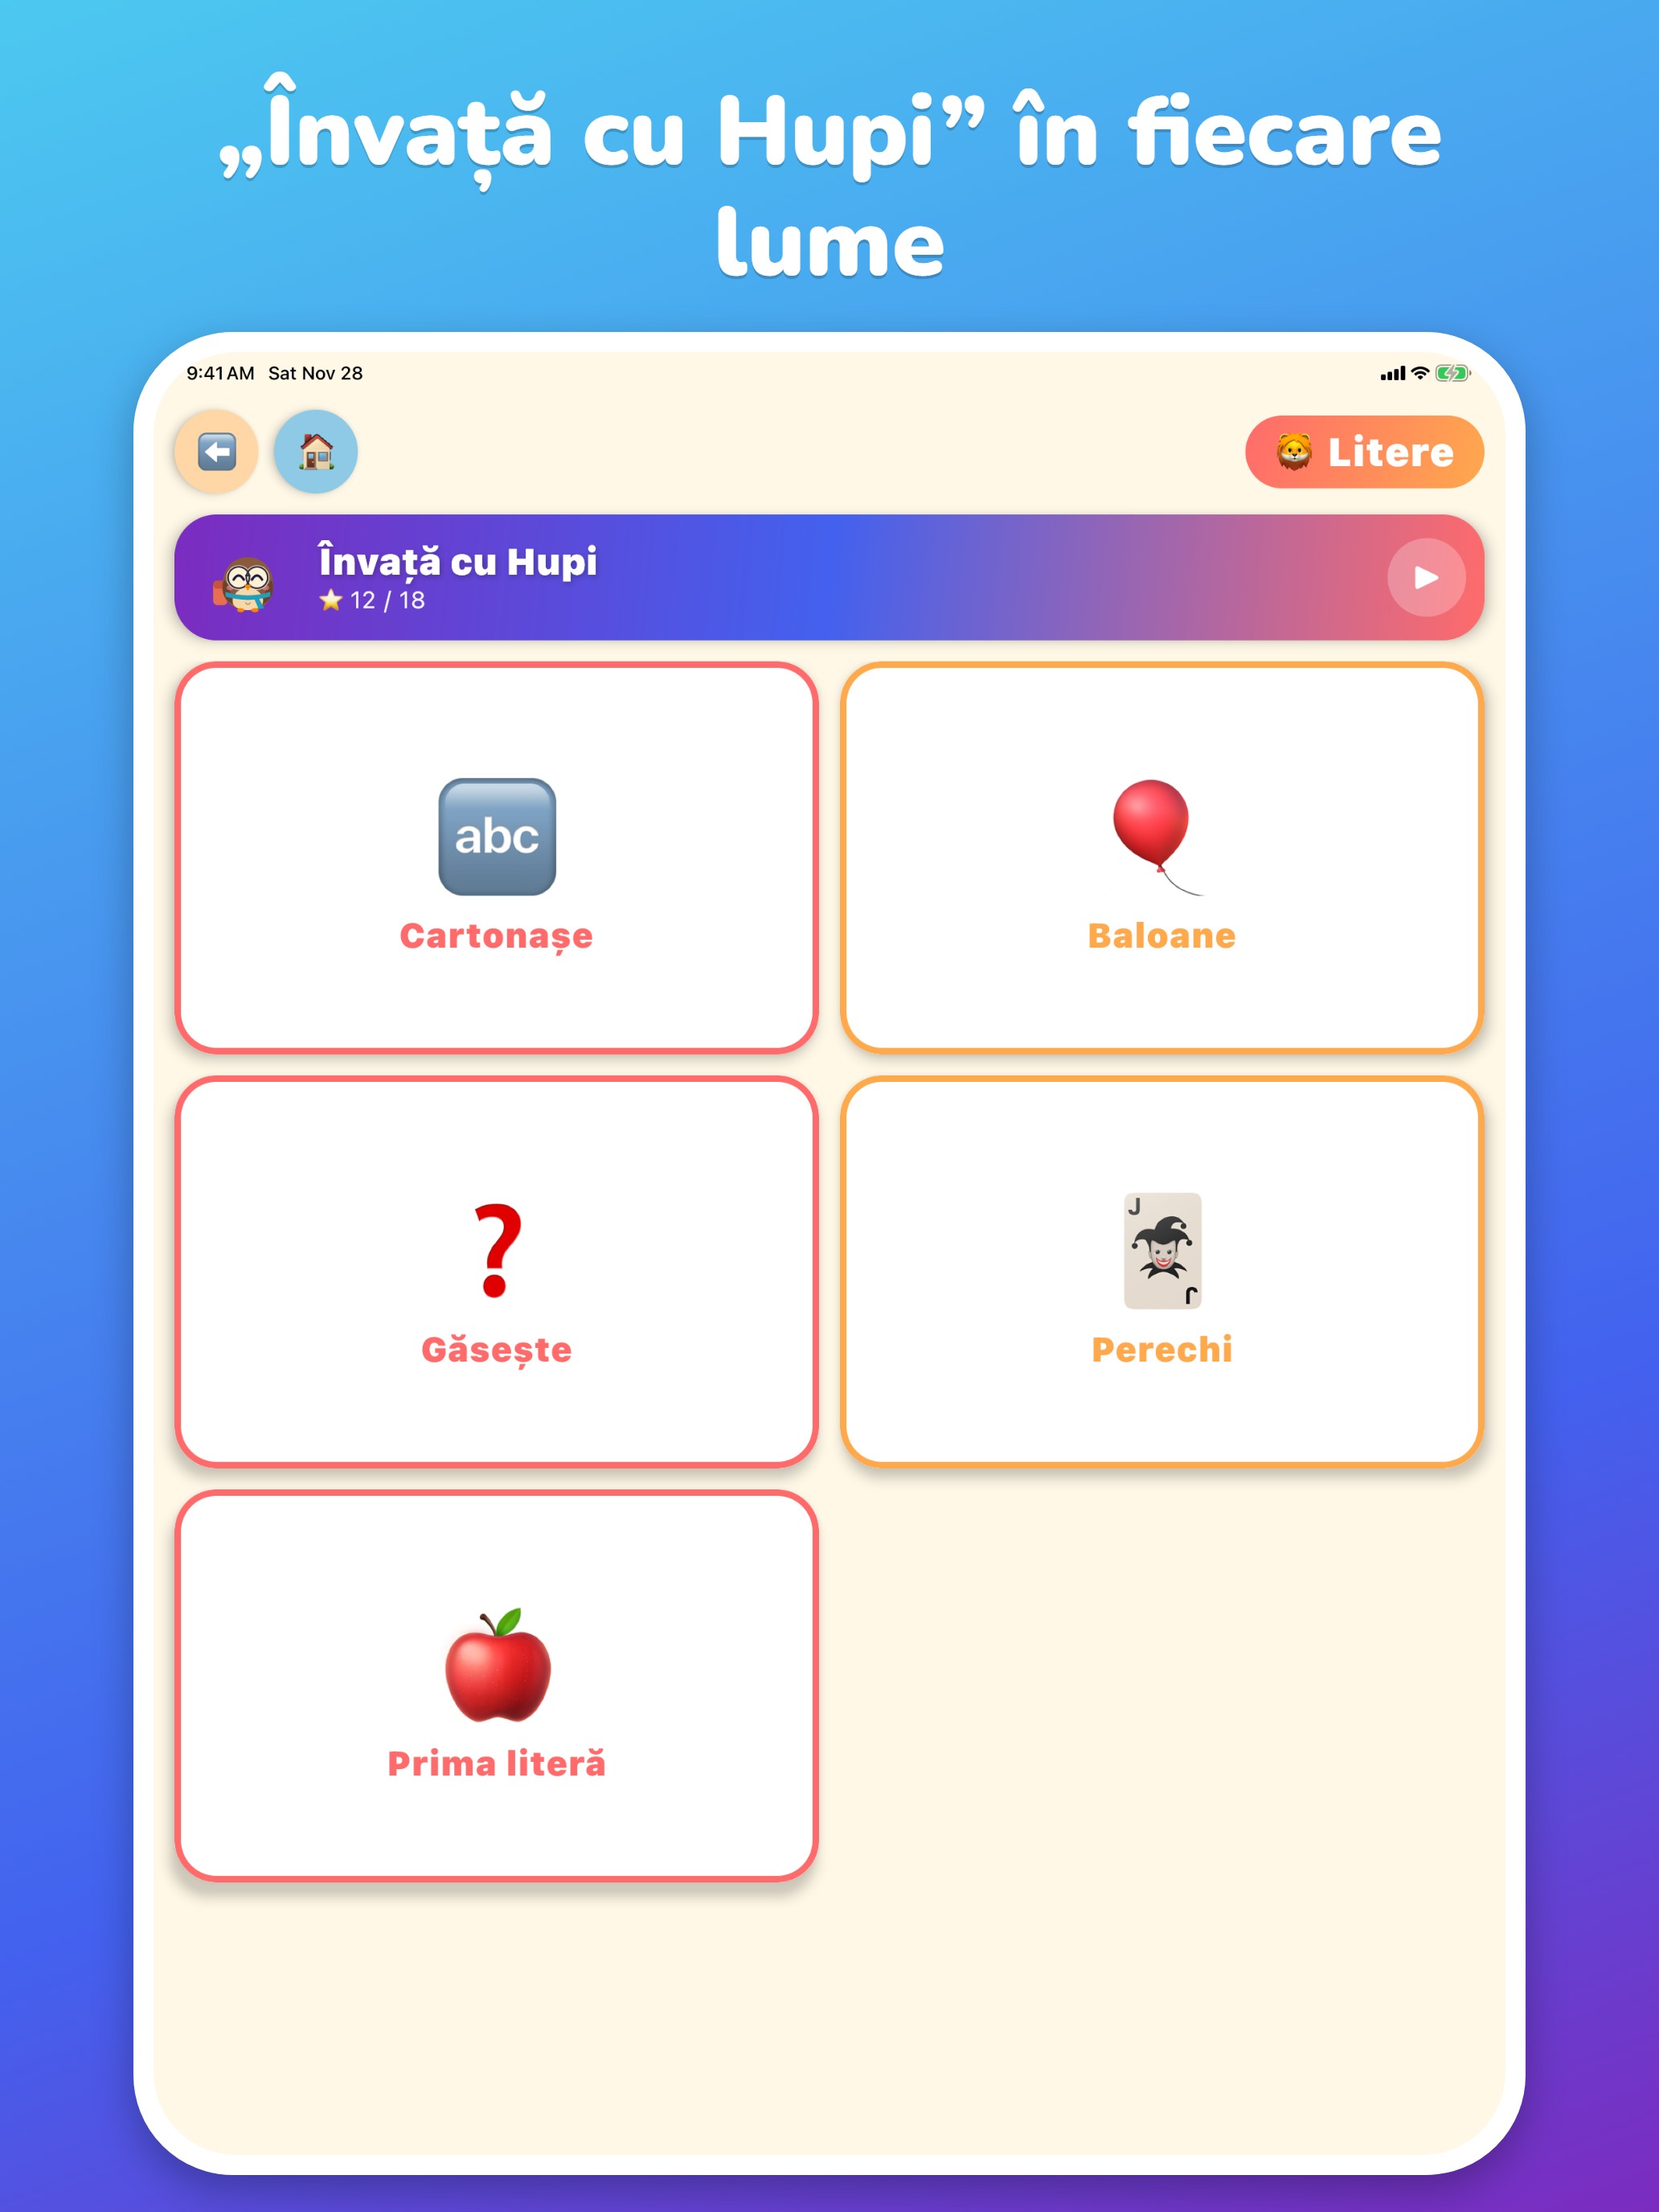 „Învață cu Hupi” în fiecare
lume
9:41 AM Sat Nov 28
Litere
Învață cu Hupi
12 / 18
abc
Cartonașe
Baloane
?
Găsește
J
J
Perechi
Prima literă